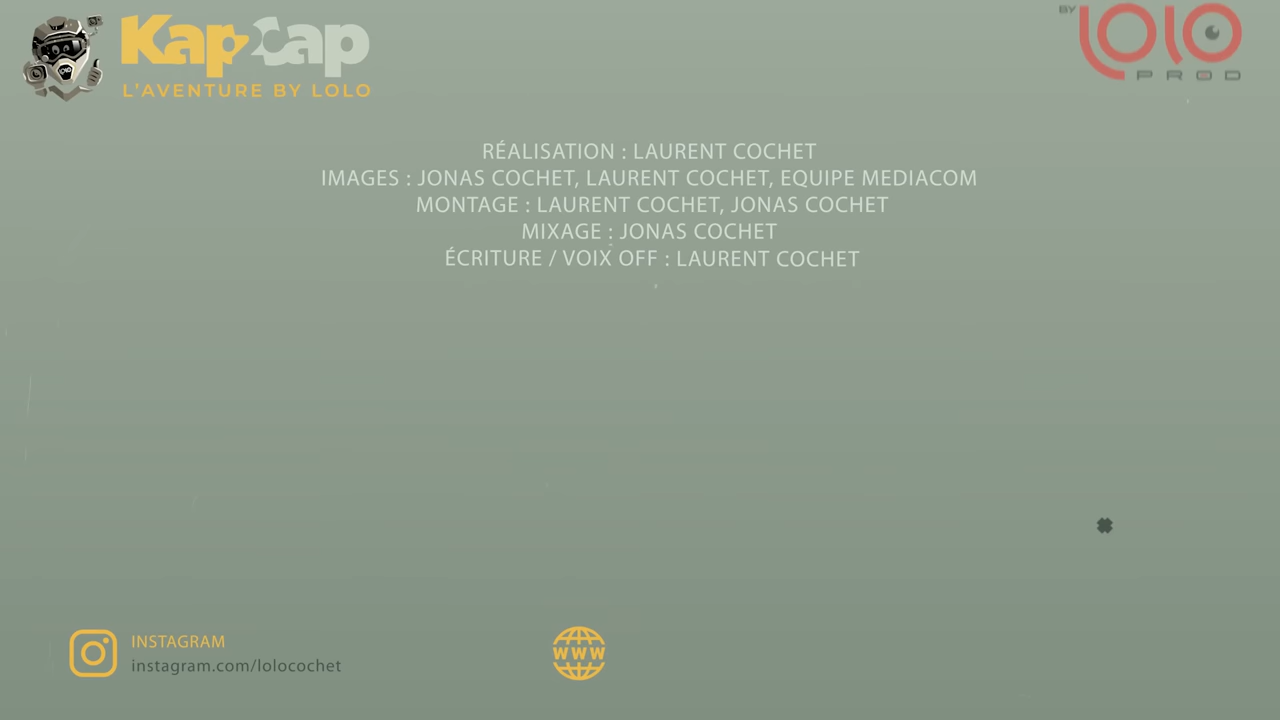 Kap2Cap
L'AVENTURE BY LOLO
BY LOLO
PROD
RÉALISATION : LAURENT COCHET
IMAGES : JONAS COCHET, LAURENT COCHET, EQUIPE MEDIACOM
MONTAGE : LAURENT COCHET, JONAS COCHET
MIXAGE : JONAS COCHET
ÉCRITURE / VOIX OFF : LAURENT COCHET
INSTAGRAM
instagram.com/lolocochet
WWW